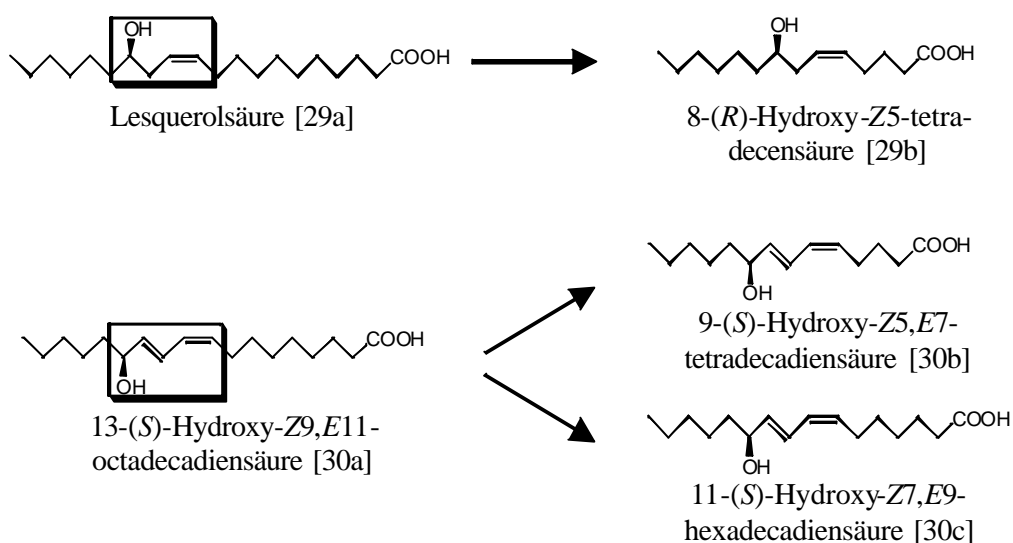 OH
COOH
Lesquerolsäure [29a]
OH
COOH
8-(R)-Hydroxy-Z5-tetra-
decensäure [29b]
OH
COOH
13-(S)-Hydroxy-Z9,E11-
octadecadiensäure [30a]
COOH
OH
9-(S)-Hydroxy-Z5,E7-
tetradecadiensäure [30b]
COOH
OH
11-(S)-Hydroxy-Z7,E9-
hexadecadiensäure [30c]